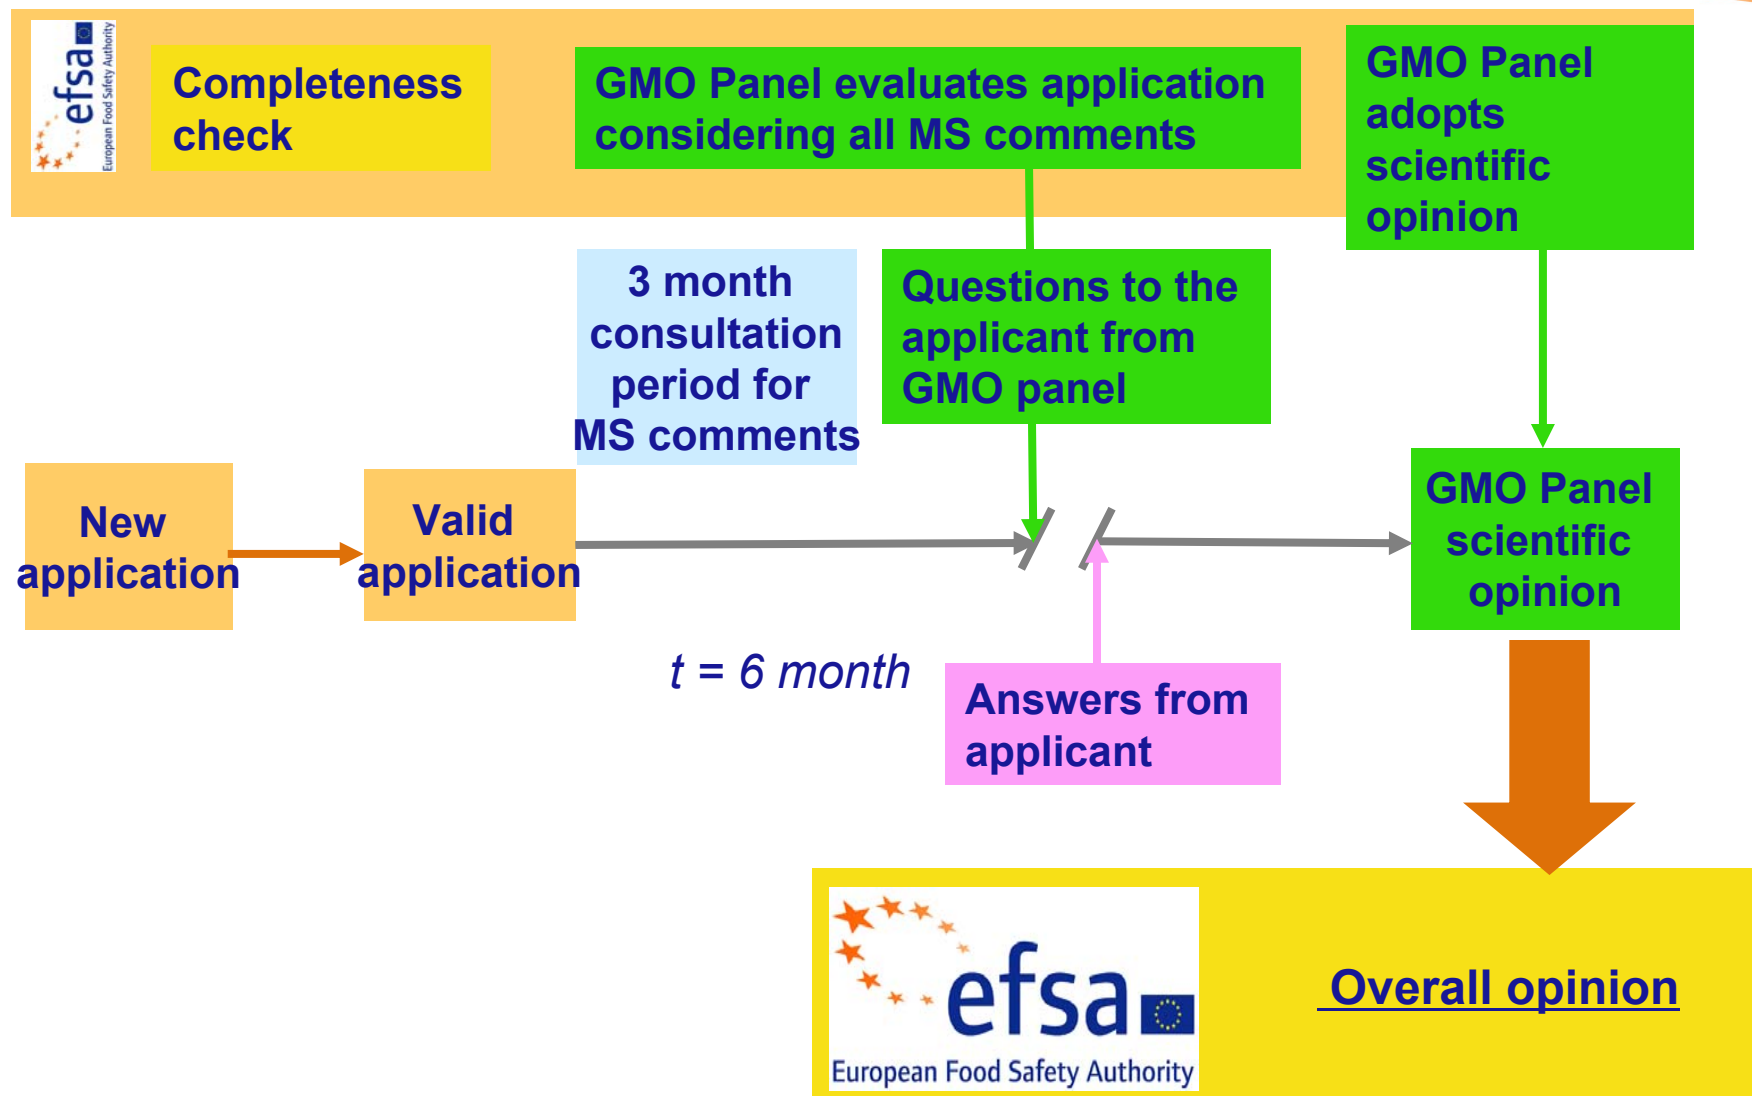 efsa
European Food Safety Authority
Completeness
check
GMO Panel evaluates application
considering all MS comments
GMO Panel
adopts
scientific
opinion
3 month
consultation
period for
MS comments
Questions to the
applicant from
GMO panel
New
application
Valid
application
GMO Panel
scientific
opinion
t = 6 month
Answers from
applicant
efsa
European Food Safety Authority
Overall opinion